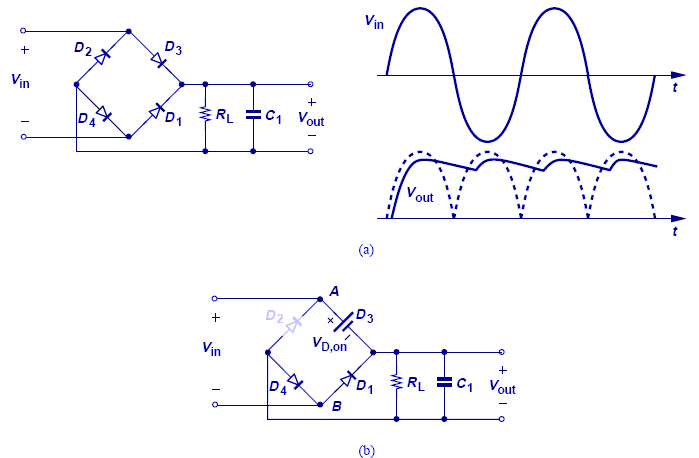 D2
D3
+
Vin
−
D4
D1
RL
C1
+
Vout
−
Vin
t
Vout
t
(a)
A
D2
×
D3
+
VD,on
Vin
−
D4
D1
B
RL
C1
+
Vout
−
(b)